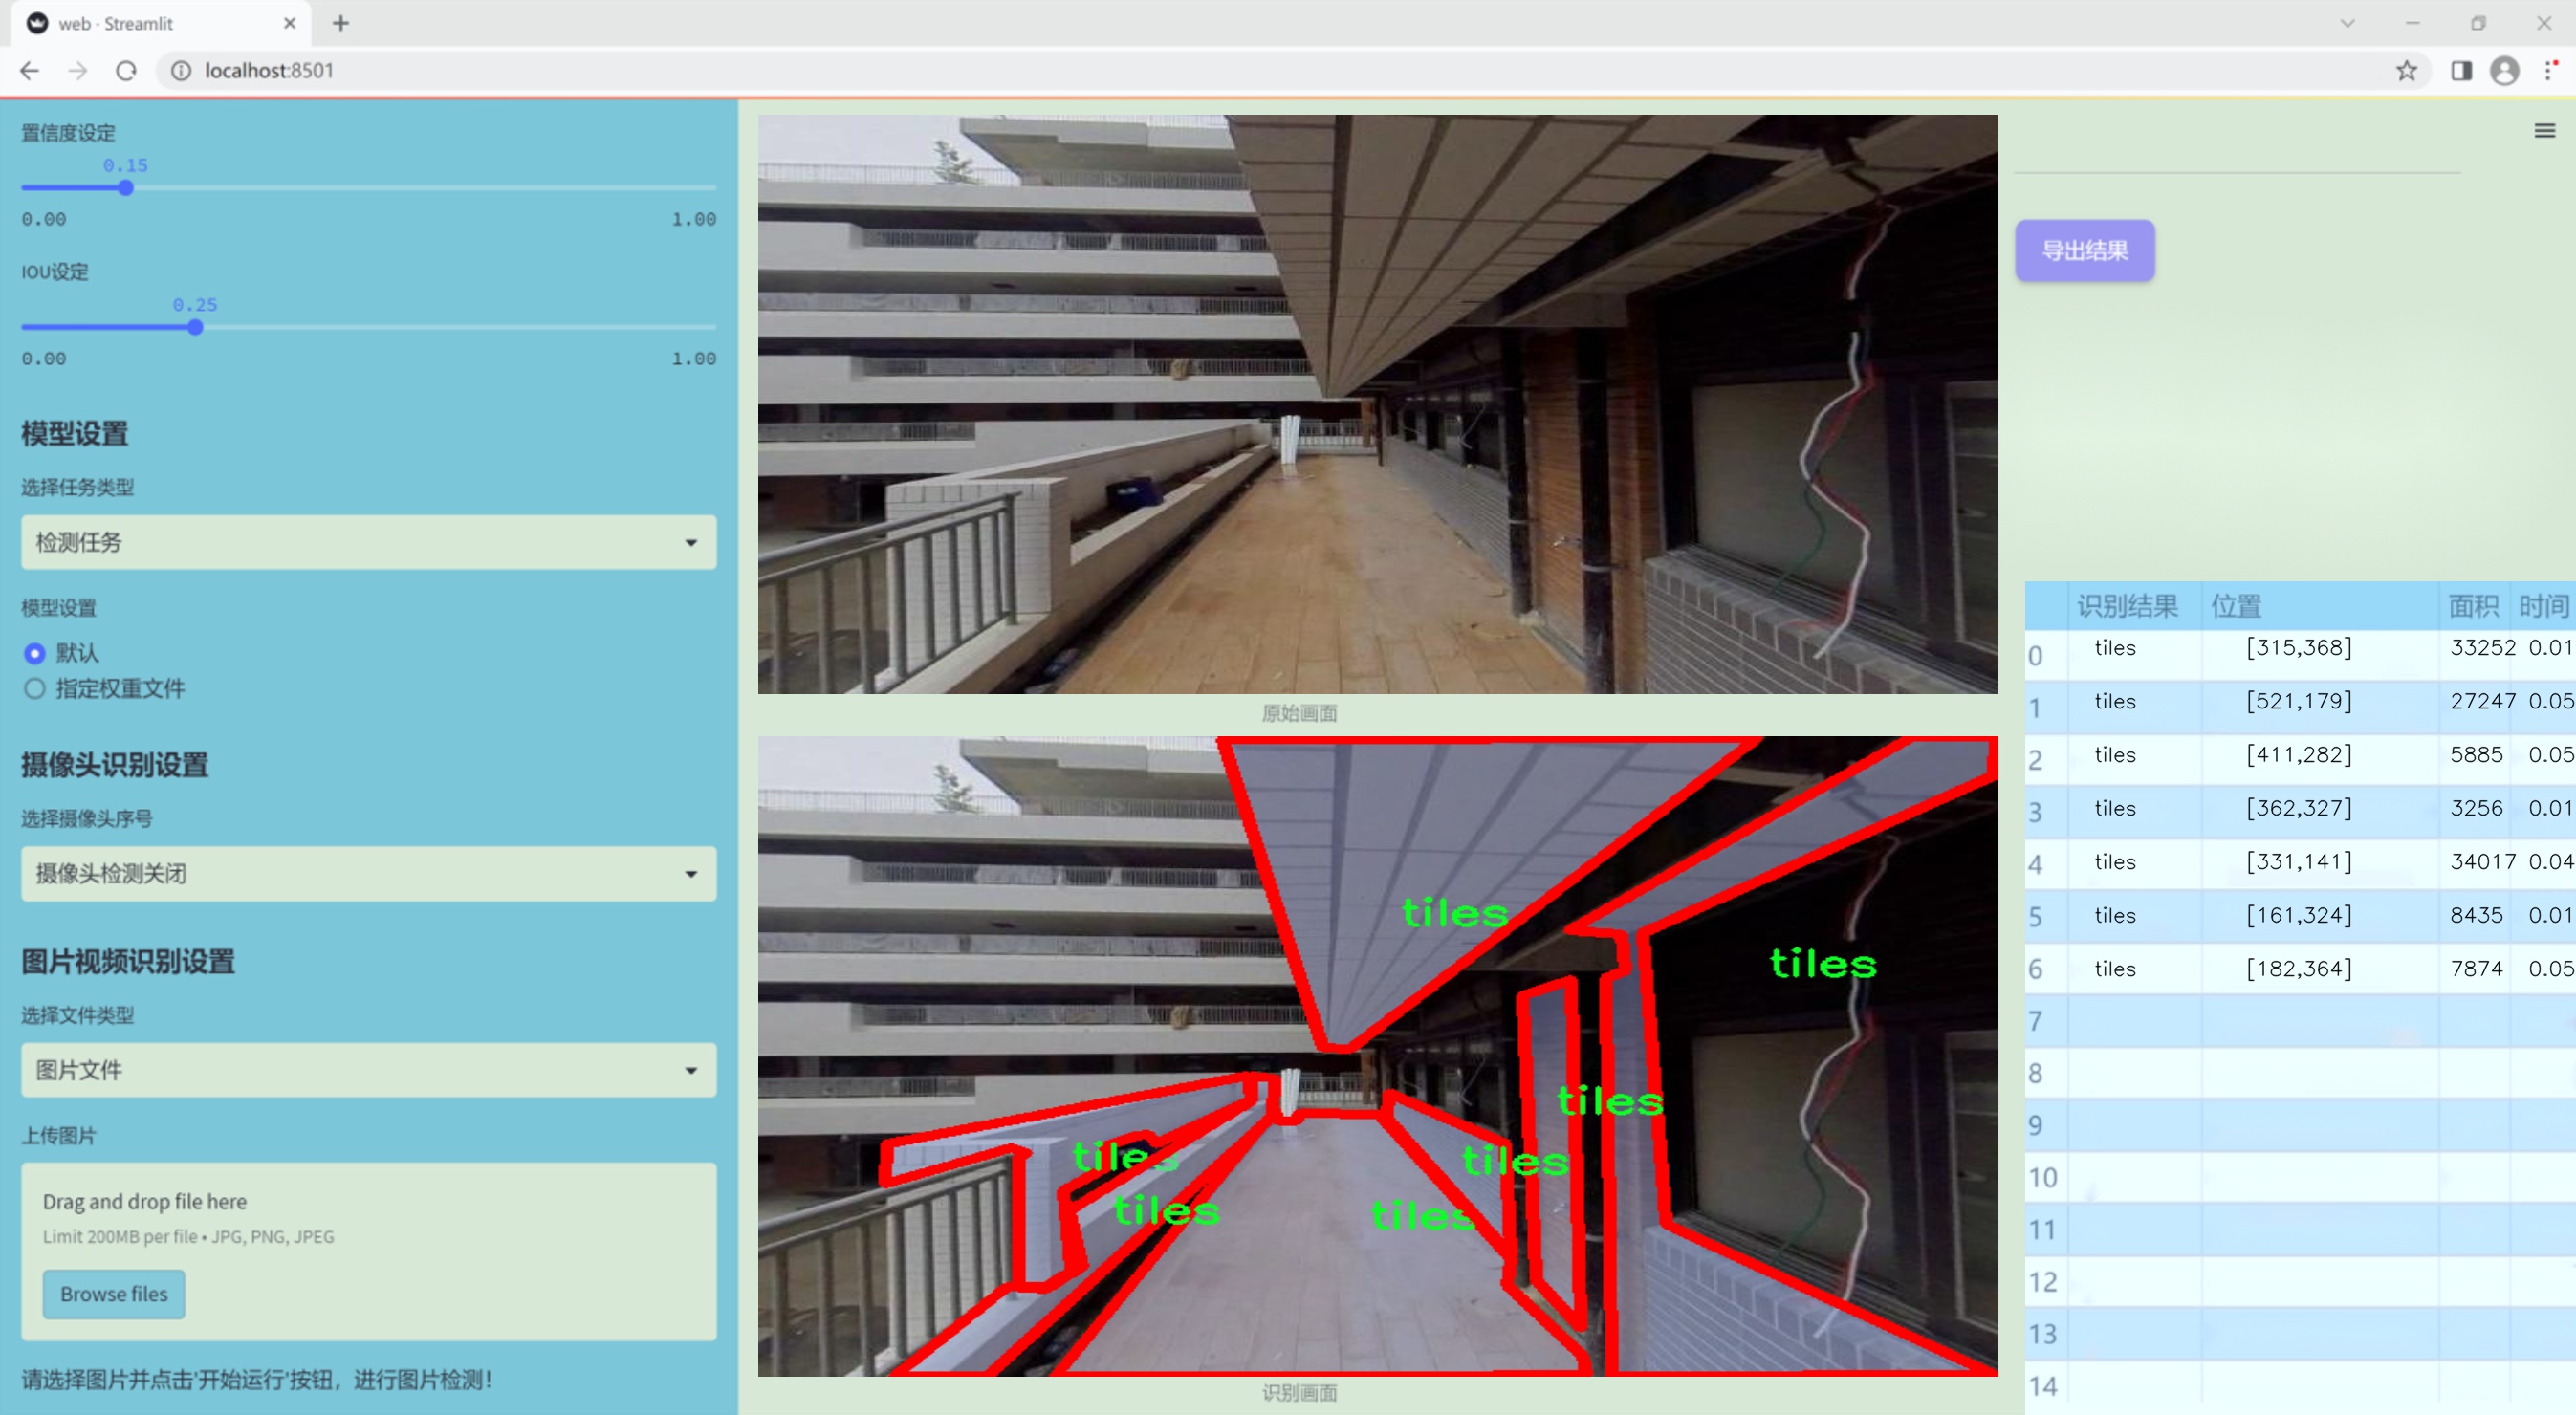 web · Streamlit
localhost:8501
置信度设定
0.15
0.00 1.00
IOU设定
0.25
0.00 1.00
模型设置
选择任务类型
检测任务
模型设置
默认
指定权重文件
摄像头识别设置
选择摄像头序号
摄像头检测关闭
图片视频识别设置
选择文件类型
图片文件
上传图片
Drag and drop file here
Limit 200MB per file • JPG, PNG, JPEG
Browse files
请选择图片并点击'开始运行'按钮，进行图片检测！
原始画面
tiles
tiles
tiles
tiles
tiles
tiles
tiles
识别画面
导出结果
识别结果 位置 面积 时间
0 tiles [315,368] 33252 0.01
1 tiles [521,179] 27247 0.05
2 tiles [411,282] 5885 0.05
3 tiles [362,327] 3256 0.01
4 tiles [331,141] 34017 0.04
5 tiles [161,324] 8435 0.01
6 tiles [182,364] 7874 0.05
7
8
9
10
11
12
13
14